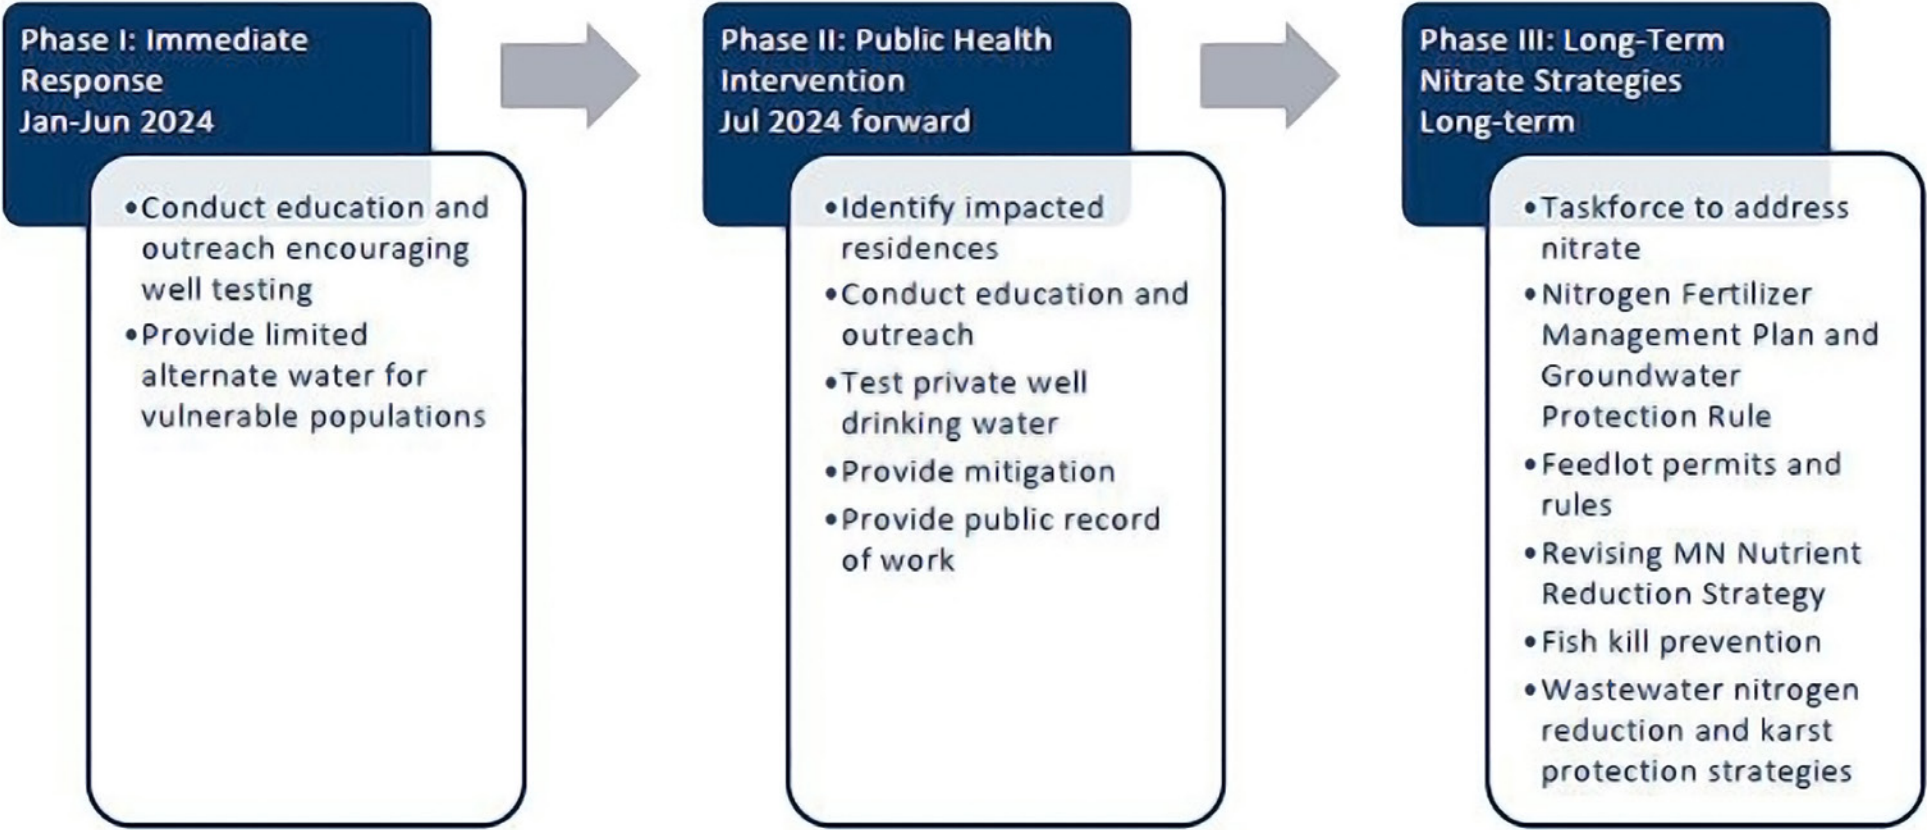 Phase I: Immediate
Response
Jan-Jun 2024
•Conduct education and
outreach encouraging
well testing
•Provide limited
alternate water for
vulnerable populations
Phase II: Public Health
Intervention
Jul 2024 forward
•Identify impacted
residences
•Conduct education and
outreach
•Test private well
drinking water
•Provide mitigation
•Provide public record
of work
Phase III: Long-Term
Nitrate Strategies
Long-term
•Taskforce to address
nitrate
•Nitrogen Fertilizer
Management Plan and
Groundwater
Protection Rule
•Feedlot permits and
rules
•Revising MN Nutrient
Reduction Strategy
•Fish kill prevention
•Wastewater nitrogen
reduction and karst
protection strategies